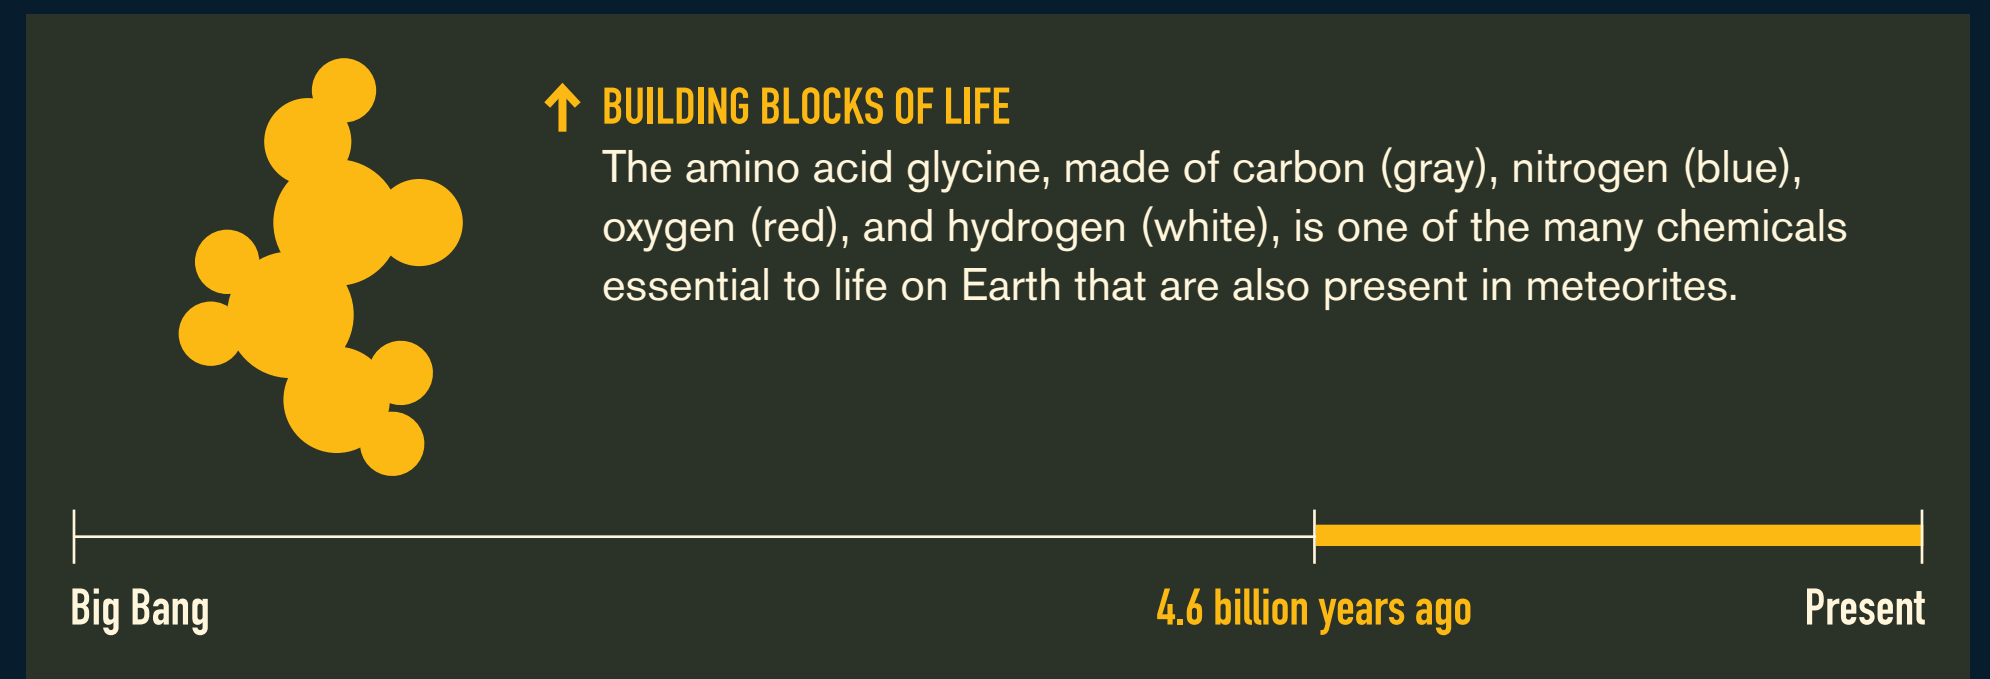 BUILDING BLOCKS OF LIFE
The amino acid glycine, made of carbon (gray), nitrogen (blue),
oxygen (red), and hydrogen (white), is one of the many chemicals
essential to life on Earth that are also present in meteorites.
Big Bang
4.6 billion years ago
Present